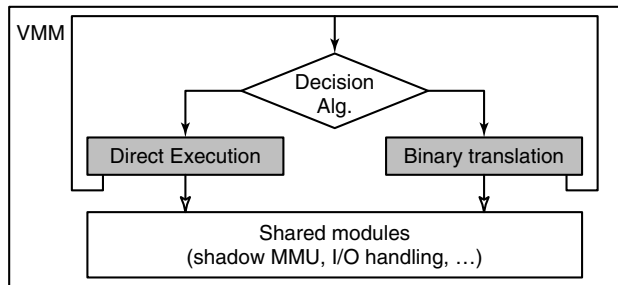 VMM
Decision
Alg.
Direct Execution
Binary translation
Shared modules
(shadow MMU, I/O handling, …)